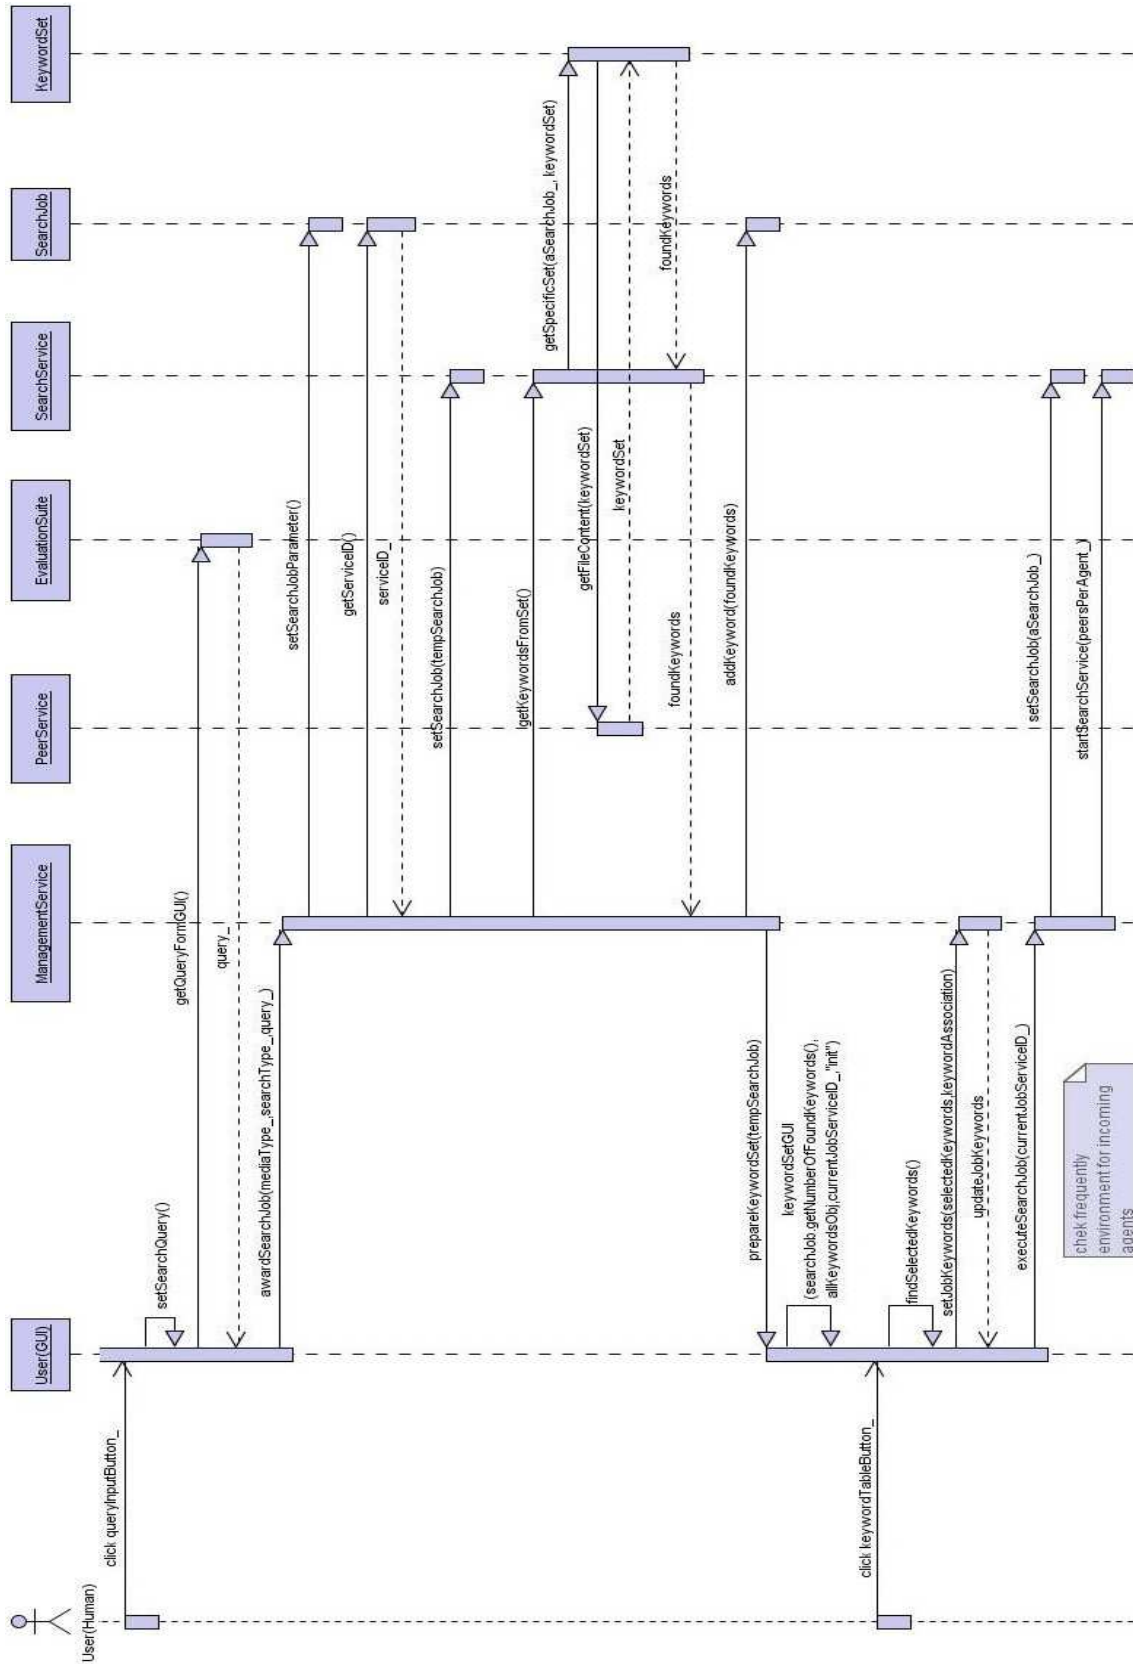 User(Human)
User(GUI)
ManagementService
PeerService
EvaluationSuite
SearchService
SearchJob
KeywordSet
click queryInputButton_
setSearchQuery()
getQueryFormGUI()
query_
awardSearchJob(mediaType_,searchType_,query_)
setSearchJobParameter()
getServiceID()
serviceID_
setSearchJob(tempSearchJob)
getKeywordsFromSet()
getSpecificSet(aSearchJob_, keywordSet)
getFileContent(keywordSet)
keywordSet
foundKeywords
foundKeywords
addKeyword(foundKeywords)
prepareKeywordSet(tempSearchJob)
keywordSetGUI
(searchJob.getNumberOfFoundKeywords(),
allKeywordsObj,currentJobServiceID_,"init")
click keywordTableButton_
findSelectedKeywords()
setJobKeywords(selectedKeywords,keywordAssociation)
updateJobKeywords
executeSearchJob(currentJobServiceID_)
setSearchJob(aSearchJob_)
startSearchService(peersPerAgent_)
chek frequently
environment for incoming
agents